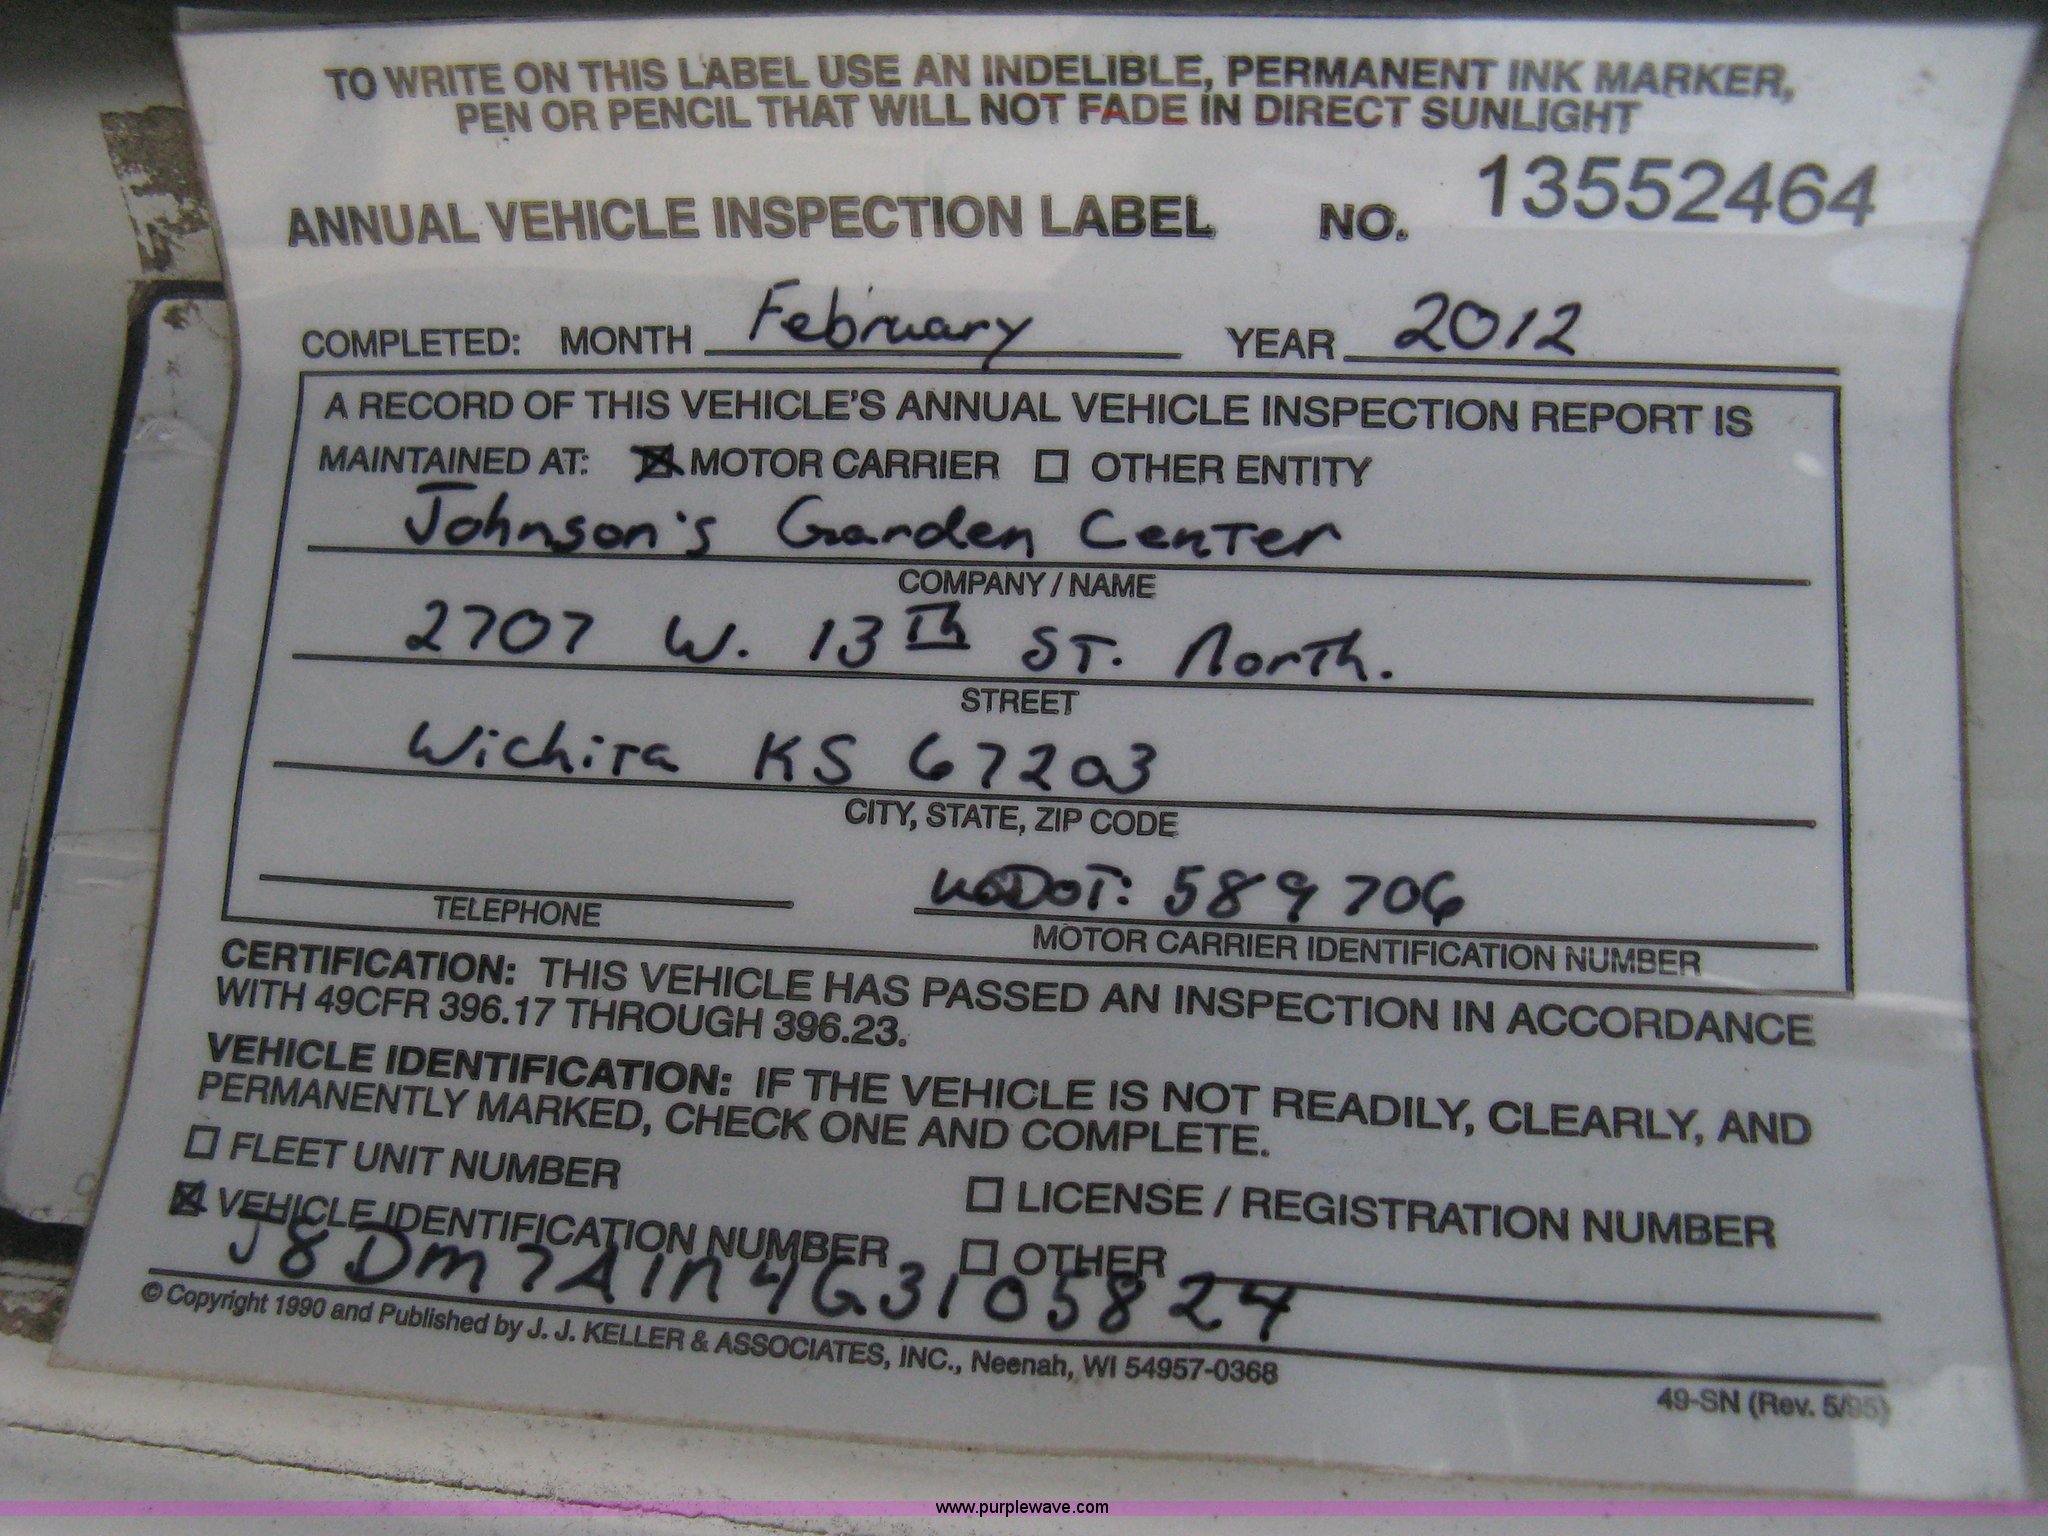 TO WRITE ON THIS LABEL USE AN INDELIBLE, PERMANENT INK MARKER,
PEN OR PENCIL THAT WILL NOT FADE IN DIRECT SUNLIGHT
ANNUAL VEHICLE INSPECTION LABEL NO. 13552464
COMPLETED: MONTH February YEAR 2012
A RECORD OF THIS VEHICLE'S ANNUAL VEHICLE INSPECTION REPORT IS
MAINTAINED AT: MOTOR CARRIER OTHER ENTITY
Johnson's Garden Center
COMPANY / NAME
2707 W. 13Th ST. North.
STREET
Wichita KS 67203
CITY, STATE, ZIP CODE
USDOT: 589706
TELEPHONE MOTOR CARRIER IDENTIFICATION NUMBER
CERTIFICATION: THIS VEHICLE HAS PASSED AN INSPECTION IN ACCORDANCE
WITH 49CFR 396.17 THROUGH 396.23.
VEHICLE IDENTIFICATION: IF THE VEHICLE IS NOT READILY, CLEARLY, AND
PERMANENTLY MARKED, CHECK ONE AND COMPLETE.
FLEET UNIT NUMBER LICENSE / REGISTRATION NUMBER
VEHICLE IDENTIFICATION NUMBER OTHER
J8Dm7A1n4G3105824
© Copyright 1990 and Published by J. J. KELLER & ASSOCIATES, INC., Neenah, WI 54957-0368
49-SN (Rev. 5/95)
www.purplewave.com